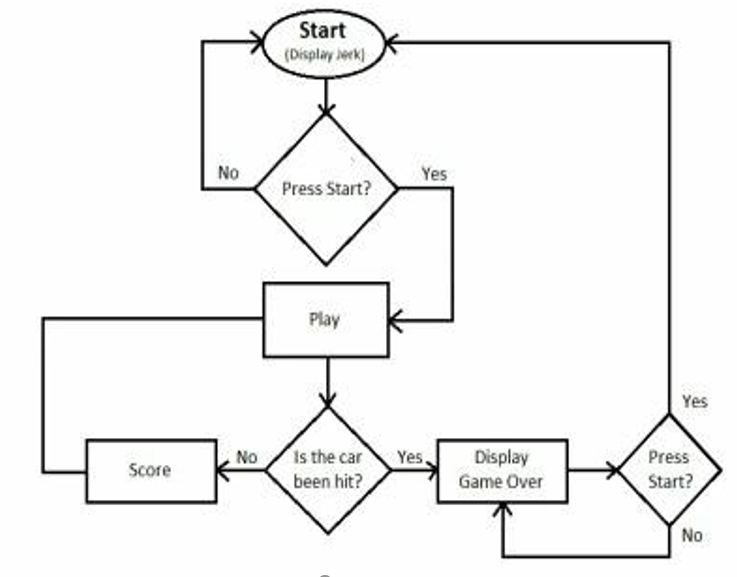 Start
(Display Jerk)
No
Yes
Press Start?
Play
Yes
Score
No
Is the car
been hit?
Yes
Display
Game Over
Press
Start?
No